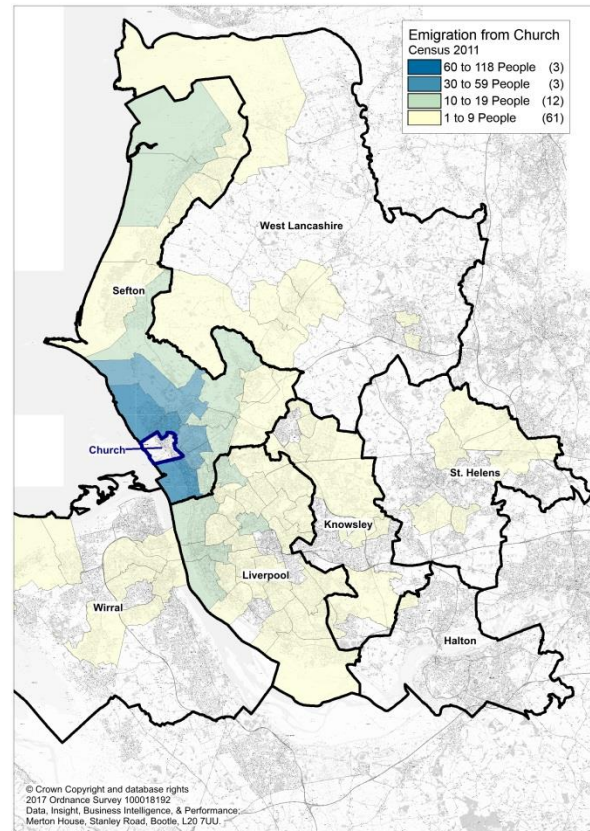 Emigration from Church
Census 2011
60 to 118 People (3)
30 to 59 People (3)
10 to 19 People (12)
1 to 9 People (61)
West Lancashire
Sefton
Church
St. Helens
Knowsley
Liverpool
Wirral
Halton
© Crown Copyright and database rights
2017 Ordnance Survey 100018192
Data, Insight, Business Intelligence, & Performance;
Merton House, Stanley Road, Bootle, L20 7UU.